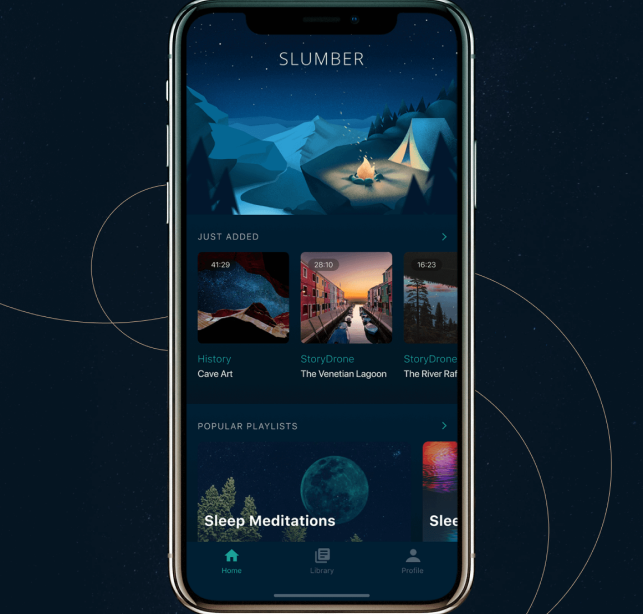 SLUMBER
JUST ADDED
41:29
28:10
16:23
History
StoryDrone
StoryDrone
Cave Art
The Venetian Lagoon
The River Raf
POPULAR PLAYLISTS
Sleep Meditations
Slee
Home
Library
Profile